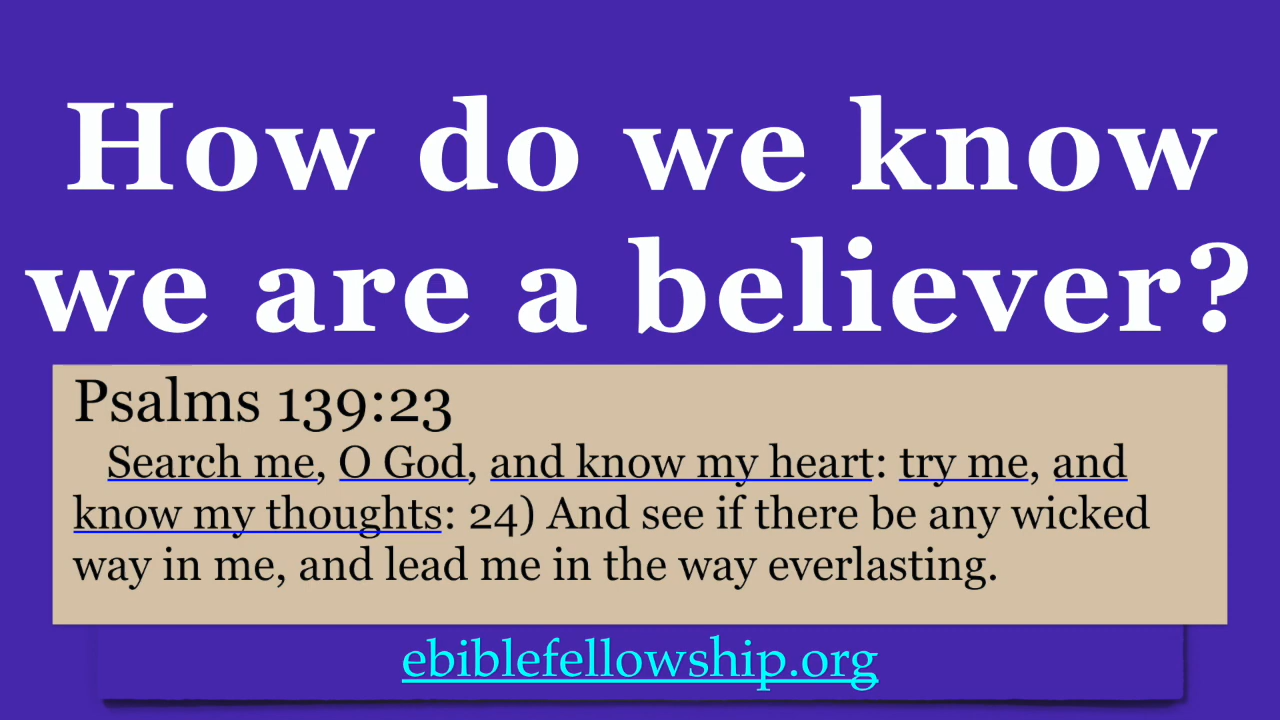 How do we know
we are a believer?
Psalms 139:23
Search me, O God, and know my heart: try me, and
know my thoughts: 24) And see if there be any wicked
way in me, and lead me in the way everlasting.
ebiblefellowship.org